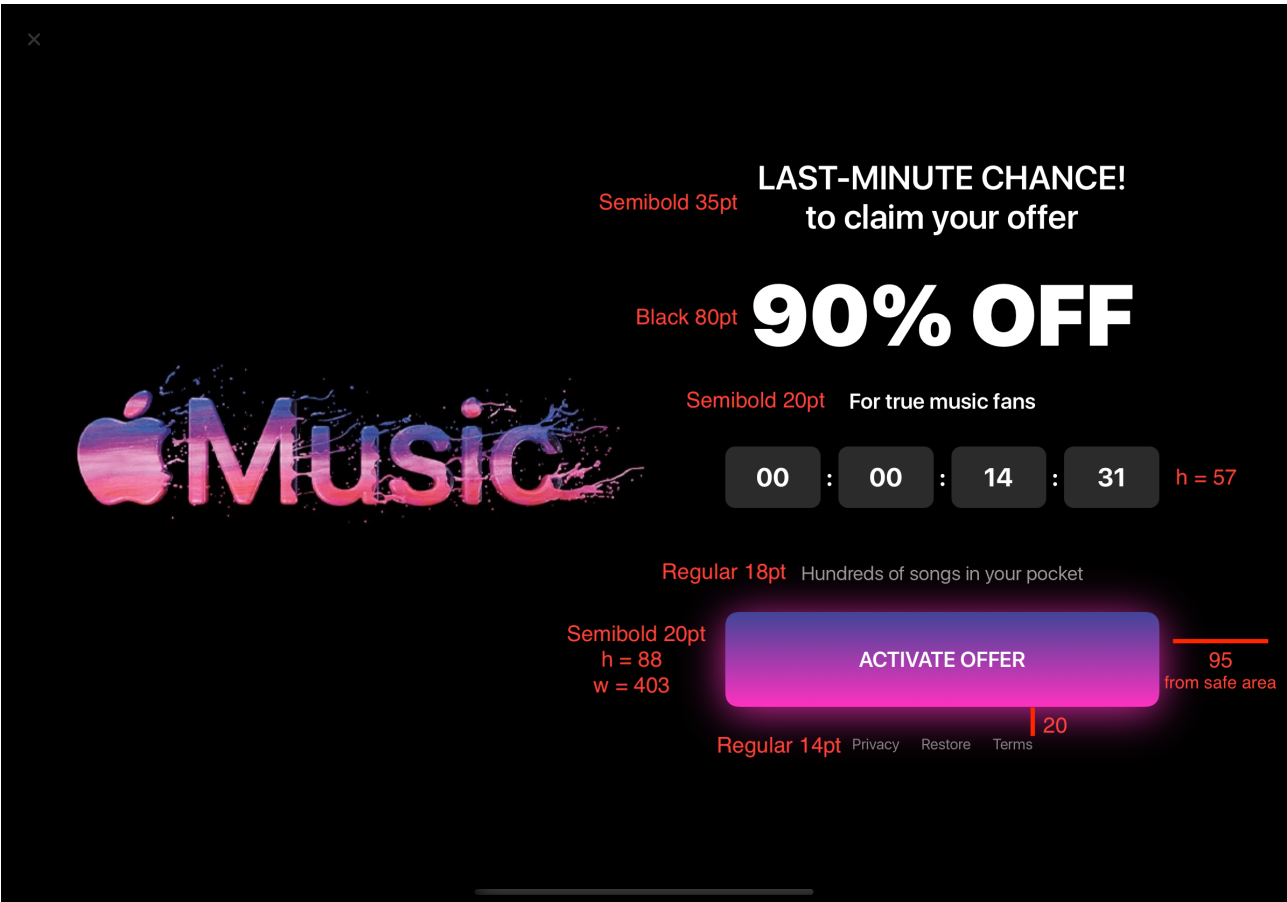 ×
LAST-MINUTE CHANCE!
Semibold 35pt
to claim your offer
Black 80pt
90% OFF
Semibold 20pt
For true music fans
Music
00 : 00 : 14 : 31
h = 57
Regular 18pt
Hundreds of songs in your pocket
Semibold 20pt
h = 88
w = 403
ACTIVATE OFFER
95
from safe area
20
Regular 14pt
Privacy Restore Terms